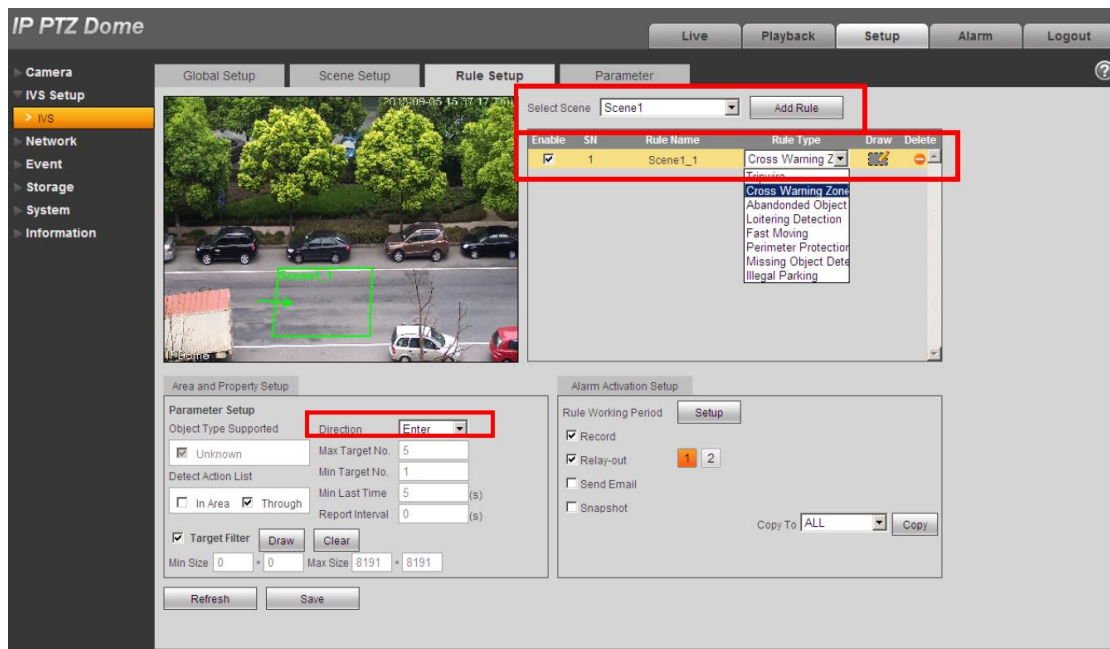 IP PTZ Dome
Live Playback Setup Alarm Logout
Camera
IVS Setup
> IVS
Network
Event
Storage
System
Information
Global Setup Scene Setup Rule Setup Parameter
Select Scene Scene1 Add Rule
Enable SN Rule Name Rule Type Draw Delete
1 Scene1_1 Cross Warning Z
Tripwire
Cross Warning Zone
Abandonded Object
Loitering Detection
Fast Moving
Perimeter Protection
Missing Object Dete
Illegal Parking
Scene1_1
IP Dome
Area and Property Setup
Parameter Setup
Object Type Supported Direction Enter
Unknown Max Target No. 5
Detect Action List Min Target No. 1
In Area Through Min Last Time 5 (s)
Report Interval 0 (s)
Target Filter Draw Clear
Min Size 0 * 0 Max Size 8191 * 8191
Refresh Save
Alarm Activation Setup
Rule Working Period Setup
Record
Relay-out 1 2
Send Email
Snapshot
Copy To ALL Copy